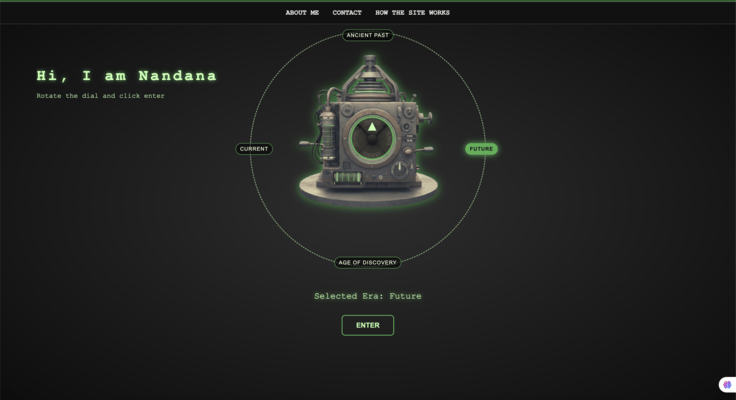 ABOUT ME CONTACT HOW THE SITE WORKS
ANCIENT PAST
Hi, I am Nandana
Rotate the dial and click enter
CURRENT
FUTURE
AGE OF DISCOVERY
Selected Era: Future
ENTER